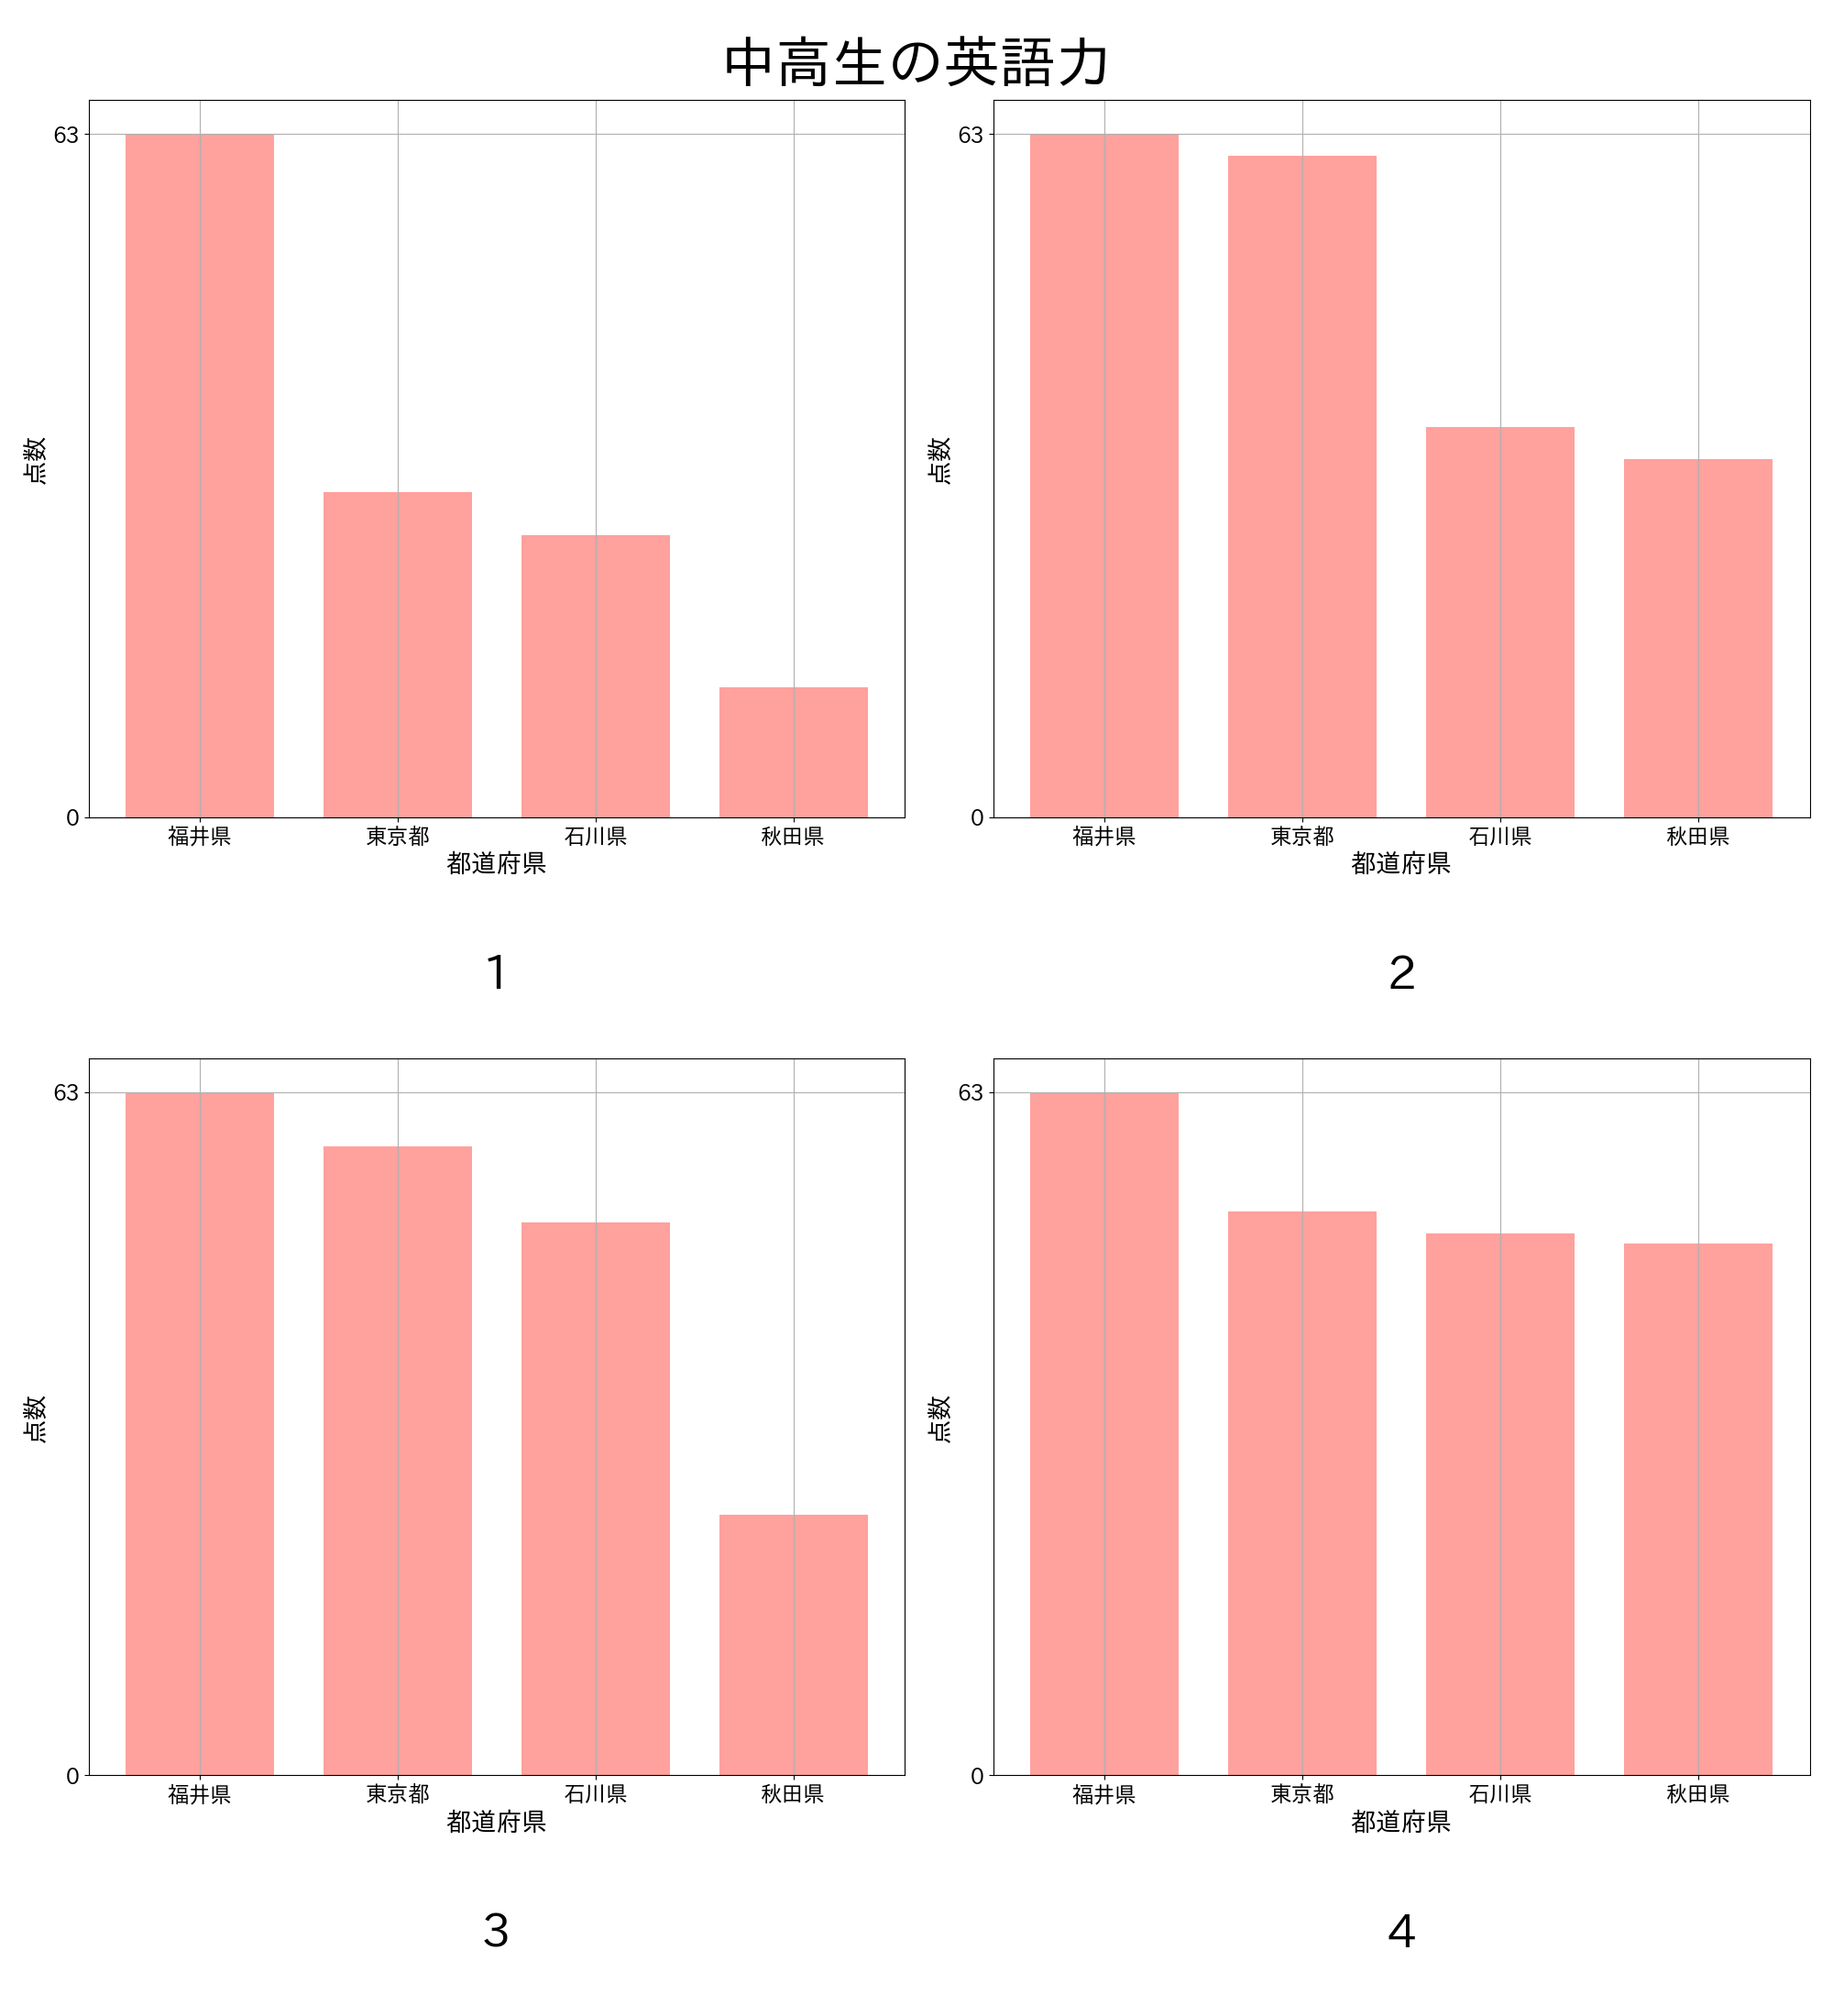 中高生の英語力
63
0
点数
福井県 東京都 石川県 秋田県
都道府県
1
63
0
点数
福井県 東京都 石川県 秋田県
都道府県
2
63
0
点数
福井県 東京都 石川県 秋田県
都道府県
3
63
0
点数
福井県 東京都 石川県 秋田県
都道府県
4